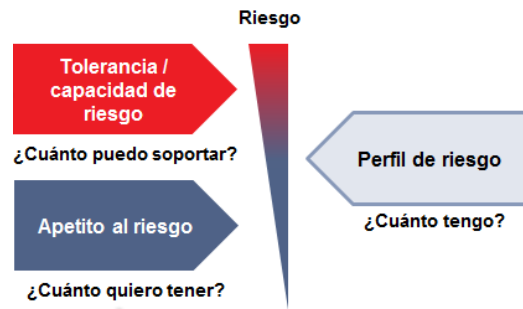 Riesgo
Tolerancia /
capacidad de
riesgo
¿Cuánto puedo soportar?
Perfil de riesgo
¿Cuánto tengo?
Apetito al riesgo
¿Cuánto quiero tener?